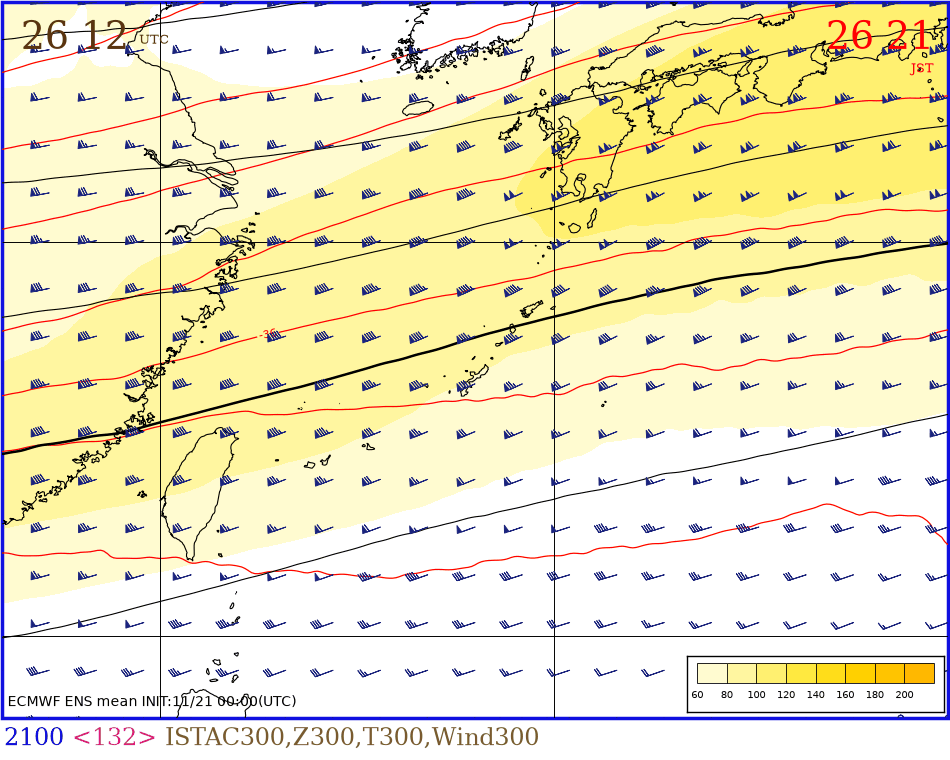 26 12 UTC
26 21
JST
-36
60 80 100 120 140 160 180 200
ECMWF ENS mean INIT:11/21 00:00(UTC)
2100 <132> ISTAC300,Z300,T300,Wind300